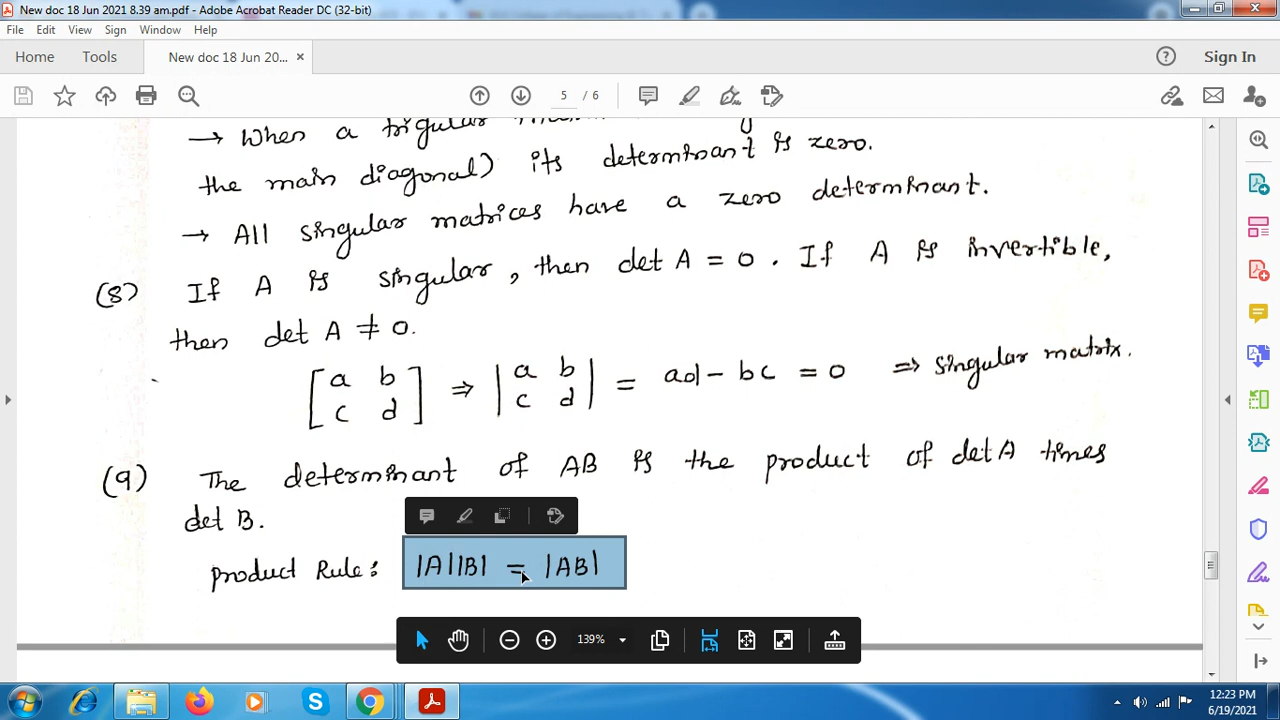 New doc 18 Jun 2021 8.39 am.pdf - Adobe Acrobat Reader DC (32-bit)
File Edit View Sign Window Help
Home Tools New doc 18 Jun 20... × Sign In
5 / 6
→ When a trigular
the main diagonal) its determinant is zero.
→ All singular matrices have a zero determinant.
(8) If A is singular, then det A = 0. If A is invertible,
then det A ≠ 0.
[a b
c d] ⇒ |a b
c d| = ad - bc = 0 ⇒ singular matrix.
(9) The determinant of AB is the product of det A times
det B.
product Rule: |A||B| = |AB|
139%
12:23 PM
6/19/2021